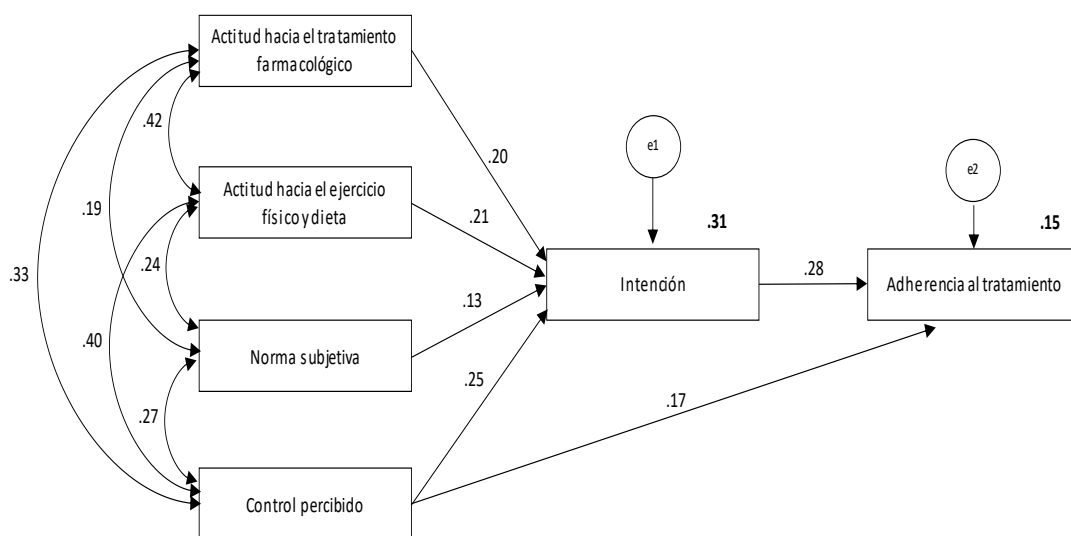 Actitud hacia el tratamiento
farmacológico
.42
.20
e1
e2
Actitud hacia el ejercicio
físico y dieta
.19
.21
.31
.15
.24
.33
Intención
.28
Adherencia al tratamiento
.13
.40
Norma subjetiva
.25
.17
.27
Control percibido